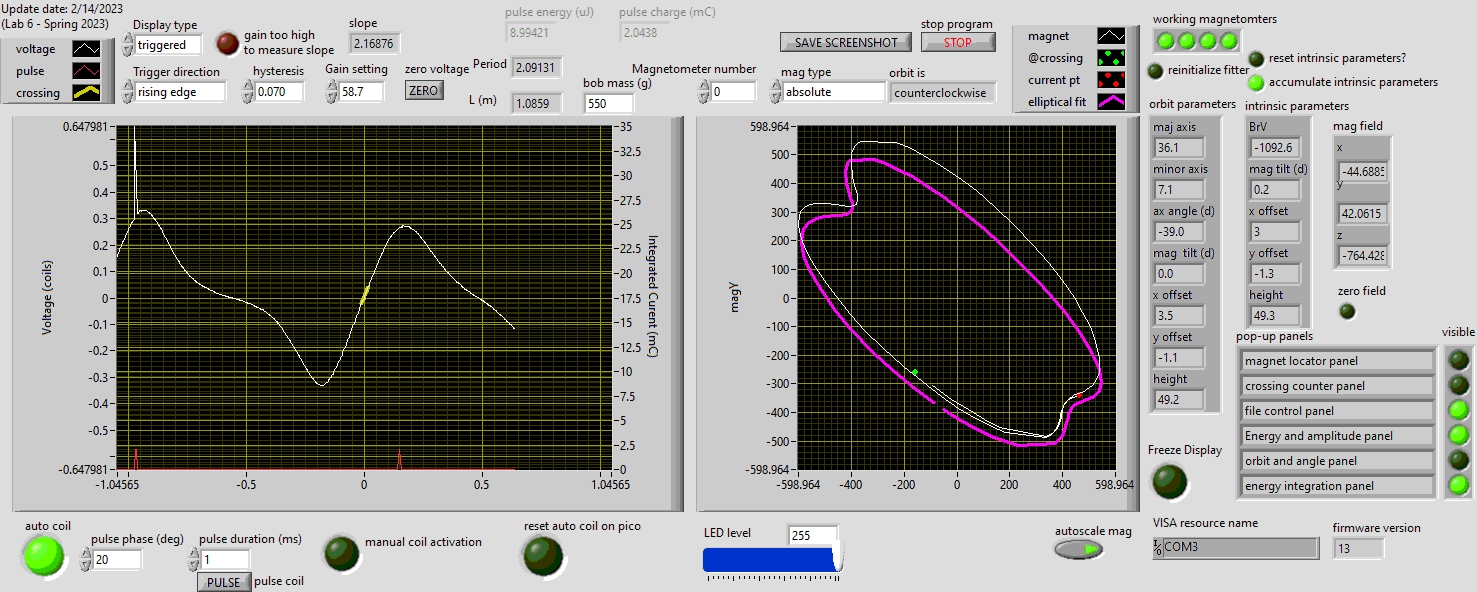 Update date: 2/14/2023
(Lab 6 - Spring 2023)
voltage
pulse
crossing
Display type
triggered
gain too high
to measure slope
slope
2.16876
Trigger direction
rising edge
hysteresis
0.070
Gain setting
58.7
zero voltage
ZERO
pulse energy (uJ)
8.99421
pulse charge (mC)
2.0438
Period
2.09131
L (m)
1.0859
bob mass (g)
550
SAVE SCREENSHOT
stop program
STOP
Magnetometer number
0
mag type
absolute
orbit is
counterclockwise
magnet
@crossing
current pt
elliptical fit
working magnetomters
reinitialize fitter
reset intrinsic parameters?
accumulate intrinsic parameters
orbit parameters
maj axis
36.1
minor axis
7.1
ax angle (d)
-39.0
mag tilt (d)
0.0
x offset
3.5
y offset
-1.1
height
49.2
intrinsic parameters
BrV
-1092.6
mag tilt (d)
0.2
x offset
3
y offset
-1.3
height
49.3
mag field
x
-44.6885
y
42.0615
z
-764.428
zero field
pop-up panels
visible
magnet locator panel
crossing counter panel
file control panel
Energy and amplitude panel
orbit and angle panel
energy integration panel
Freeze Display
Voltage (coils)
0.647981
0.5
0.4
0.3
0.2
0.1
0
-0.1
-0.2
-0.3
-0.4
-0.5
-0.647981
-1.04565
-0.5
0
0.5
1.04565
35
32.5
30
27.5
25
22.5
20
17.5
15
12.5
10
7.5
5
2.5
0
Integrated Current (mC)
magY
598.964
500
400
300
200
100
0
-100
-200
-300
-400
-500
-598.964
-598.964
-400
-200
0
200
400
598.964
auto coil
pulse phase (deg)
20
pulse duration (ms)
1
PULSE
pulse coil
manual coil activation
reset auto coil on pico
LED level
255
autoscale mag
VISA resource name
COM3
firmware version
13